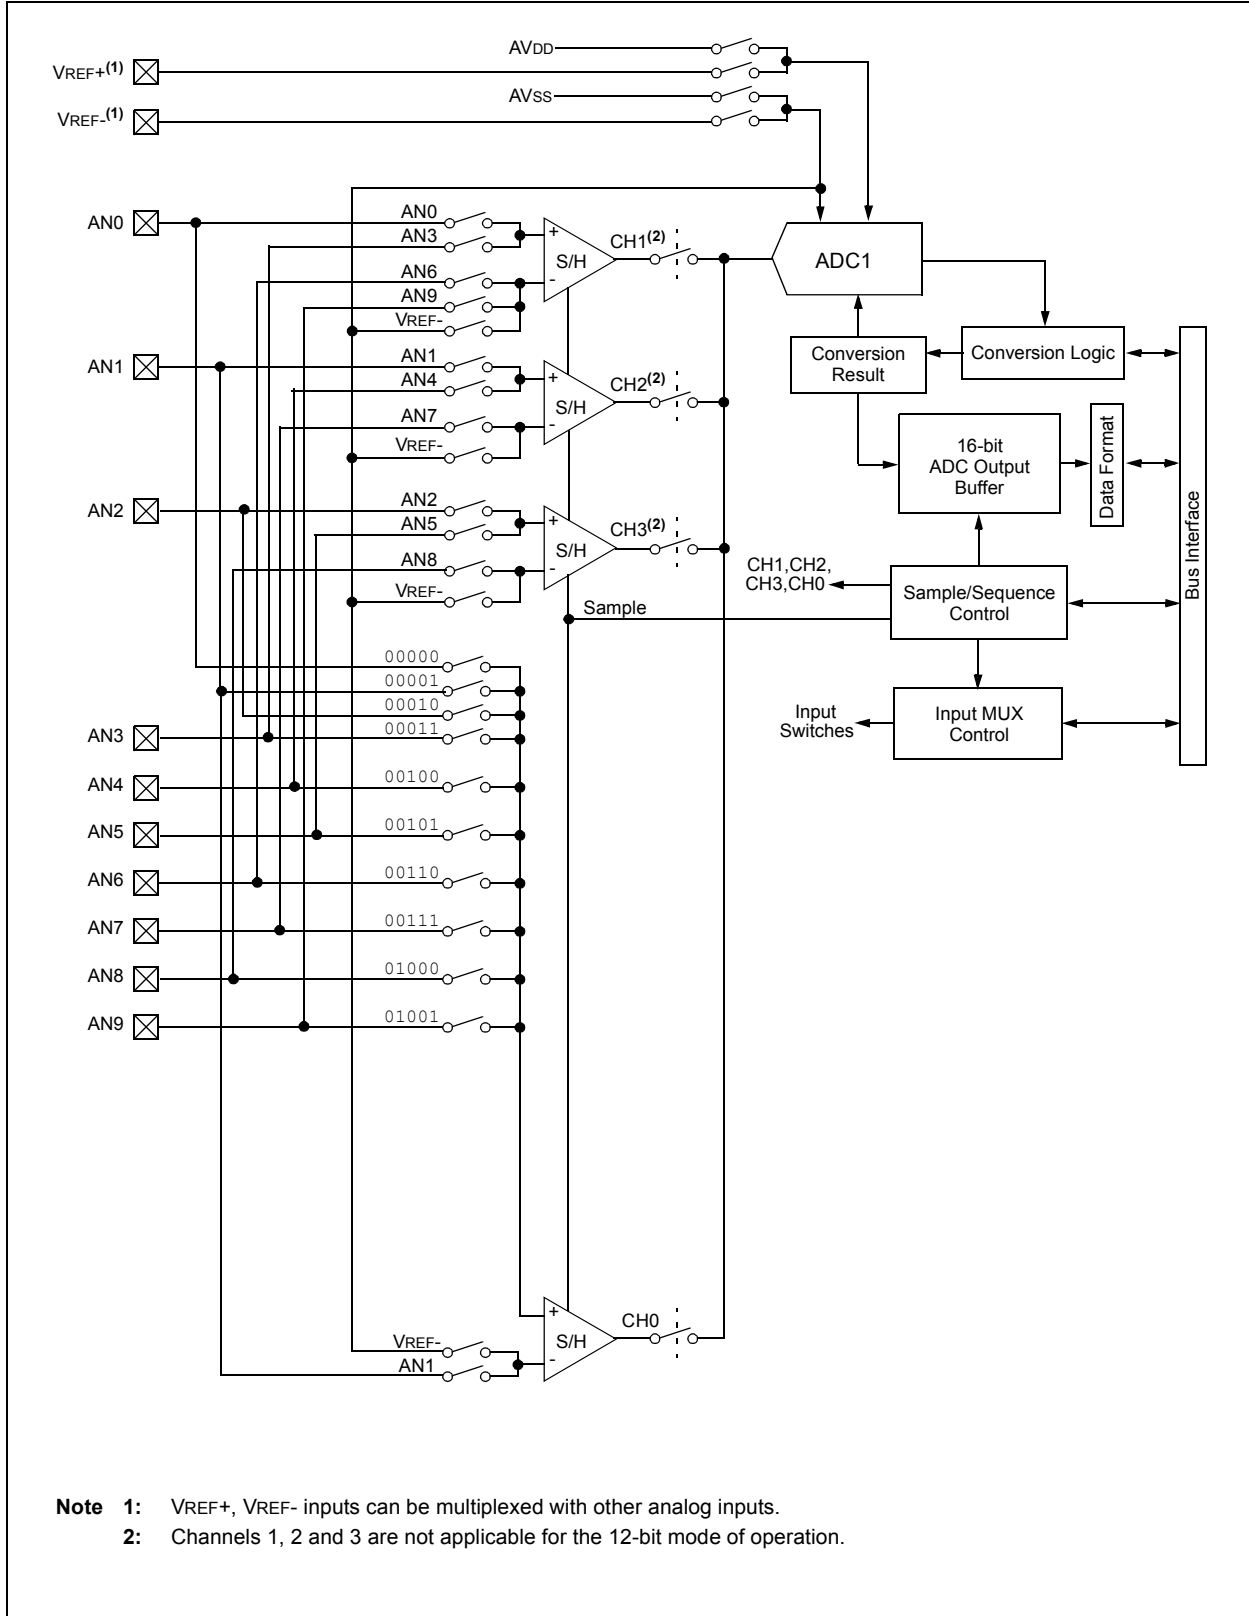 AVDD
VREF+(1)
AVSS
VREF-(1)
AN0
AN0
AN3
AN6
AN9
VREF-
+
-
S/H
CH1(2)
ADC1
AN1
AN1
AN4
AN7
VREF-
+
-
S/H
CH2(2)
Conversion
Result
Conversion Logic
16-bit
ADC Output
Buffer
Data Format
Bus Interface
AN2
AN2
AN5
AN8
VREF-
+
-
S/H
CH3(2)
CH1,CH2,
CH3,CH0
Sample/Sequence
Control
Sample
Input
Switches
Input MUX
Control
00000
00001
00010
AN3
00011
AN4
00100
AN5
00101
AN6
00110
AN7
00111
AN8
01000
AN9
01001
VREF-
AN1
+
-
S/H
CH0
Note 1: VREF+, VREF- inputs can be multiplexed with other analog inputs.
2: Channels 1, 2 and 3 are not applicable for the 12-bit mode of operation.